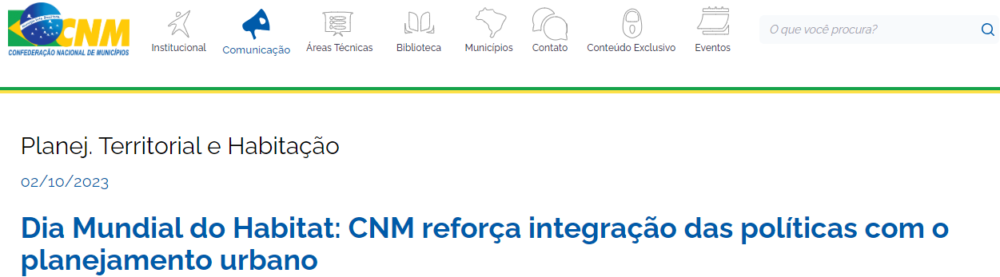 CNM
CONFEDERAÇÃO NACIONAL DE MUNICÍPIOS
Institucional
Comunicação
Áreas Técnicas
Biblioteca
Municípios
Contato
Conteúdo Exclusivo
Eventos
O que você procura?
Planej. Territorial e Habitação
02/10/2023
Dia Mundial do Habitat: CNM reforça integração das políticas com o
planejamento urbano